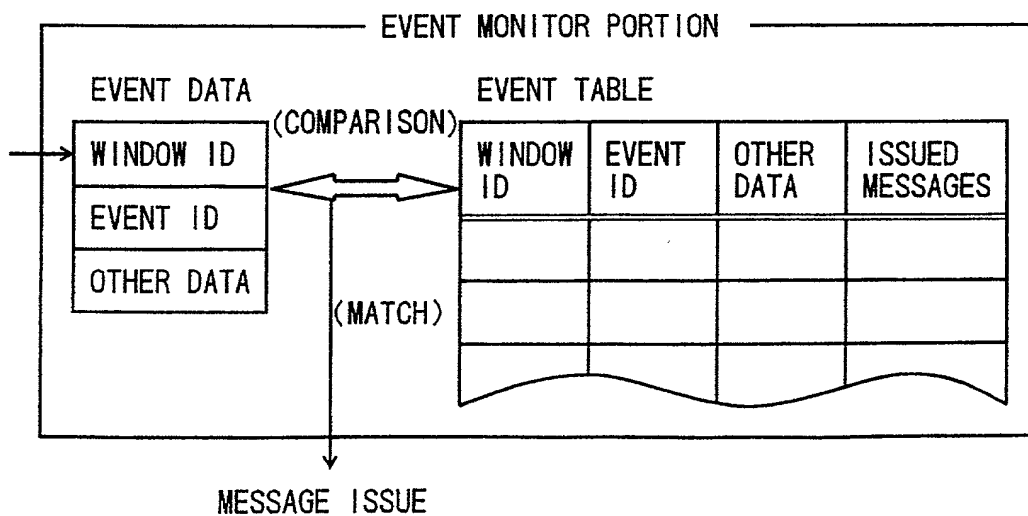 EVENT MONITOR PORTION
EVENT DATA
EVENT TABLE
(COMPARISON)
WINDOW ID
EVENT ID
OTHER DATA
WINDOW
ID
EVENT
ID
OTHER
DATA
ISSUED
MESSAGES
(MATCH)
MESSAGE ISSUE